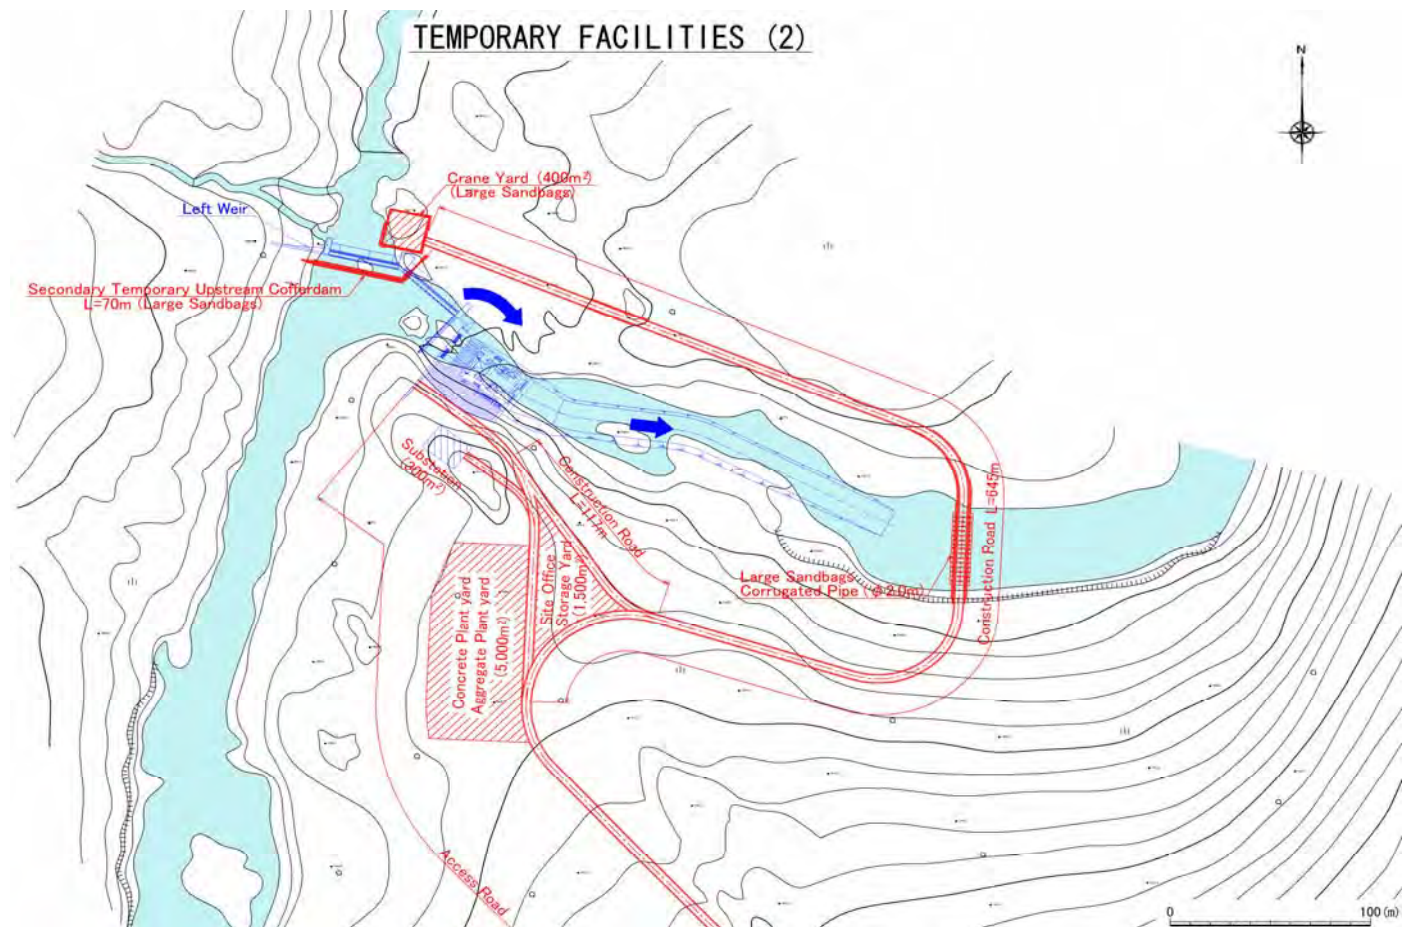 TEMPORARY FACILITIES (2)
N
Crane Yard (400m²)
(Large Sandbags)
Left Weir
Secondary Temporary Upstream Cofferdam
L=70m (Large Sandbags)
Substation
(300m²)
Construction Road
L=117m
Site Office
Storage Yard
(1,500m²)
Concrete Plant yard
Aggregate Plant yard
(5,000m²)
Large Sandbags
Corrugated Pipe (φ2.0m)
Construction Road L=645m
Access Road
0 100 (m)